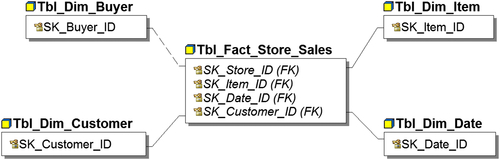 Tbl_Dim_Buyer
SK_Buyer_ID
Tbl_Dim_Item
SK_Item_ID
Tbl_Fact_Store_Sales
SK_Store_ID (FK)
SK_Item_ID (FK)
SK_Date_ID (FK)
SK_Customer_ID (FK)
Tbl_Dim_Customer
SK_Customer_ID
Tbl_Dim_Date
SK_Date_ID